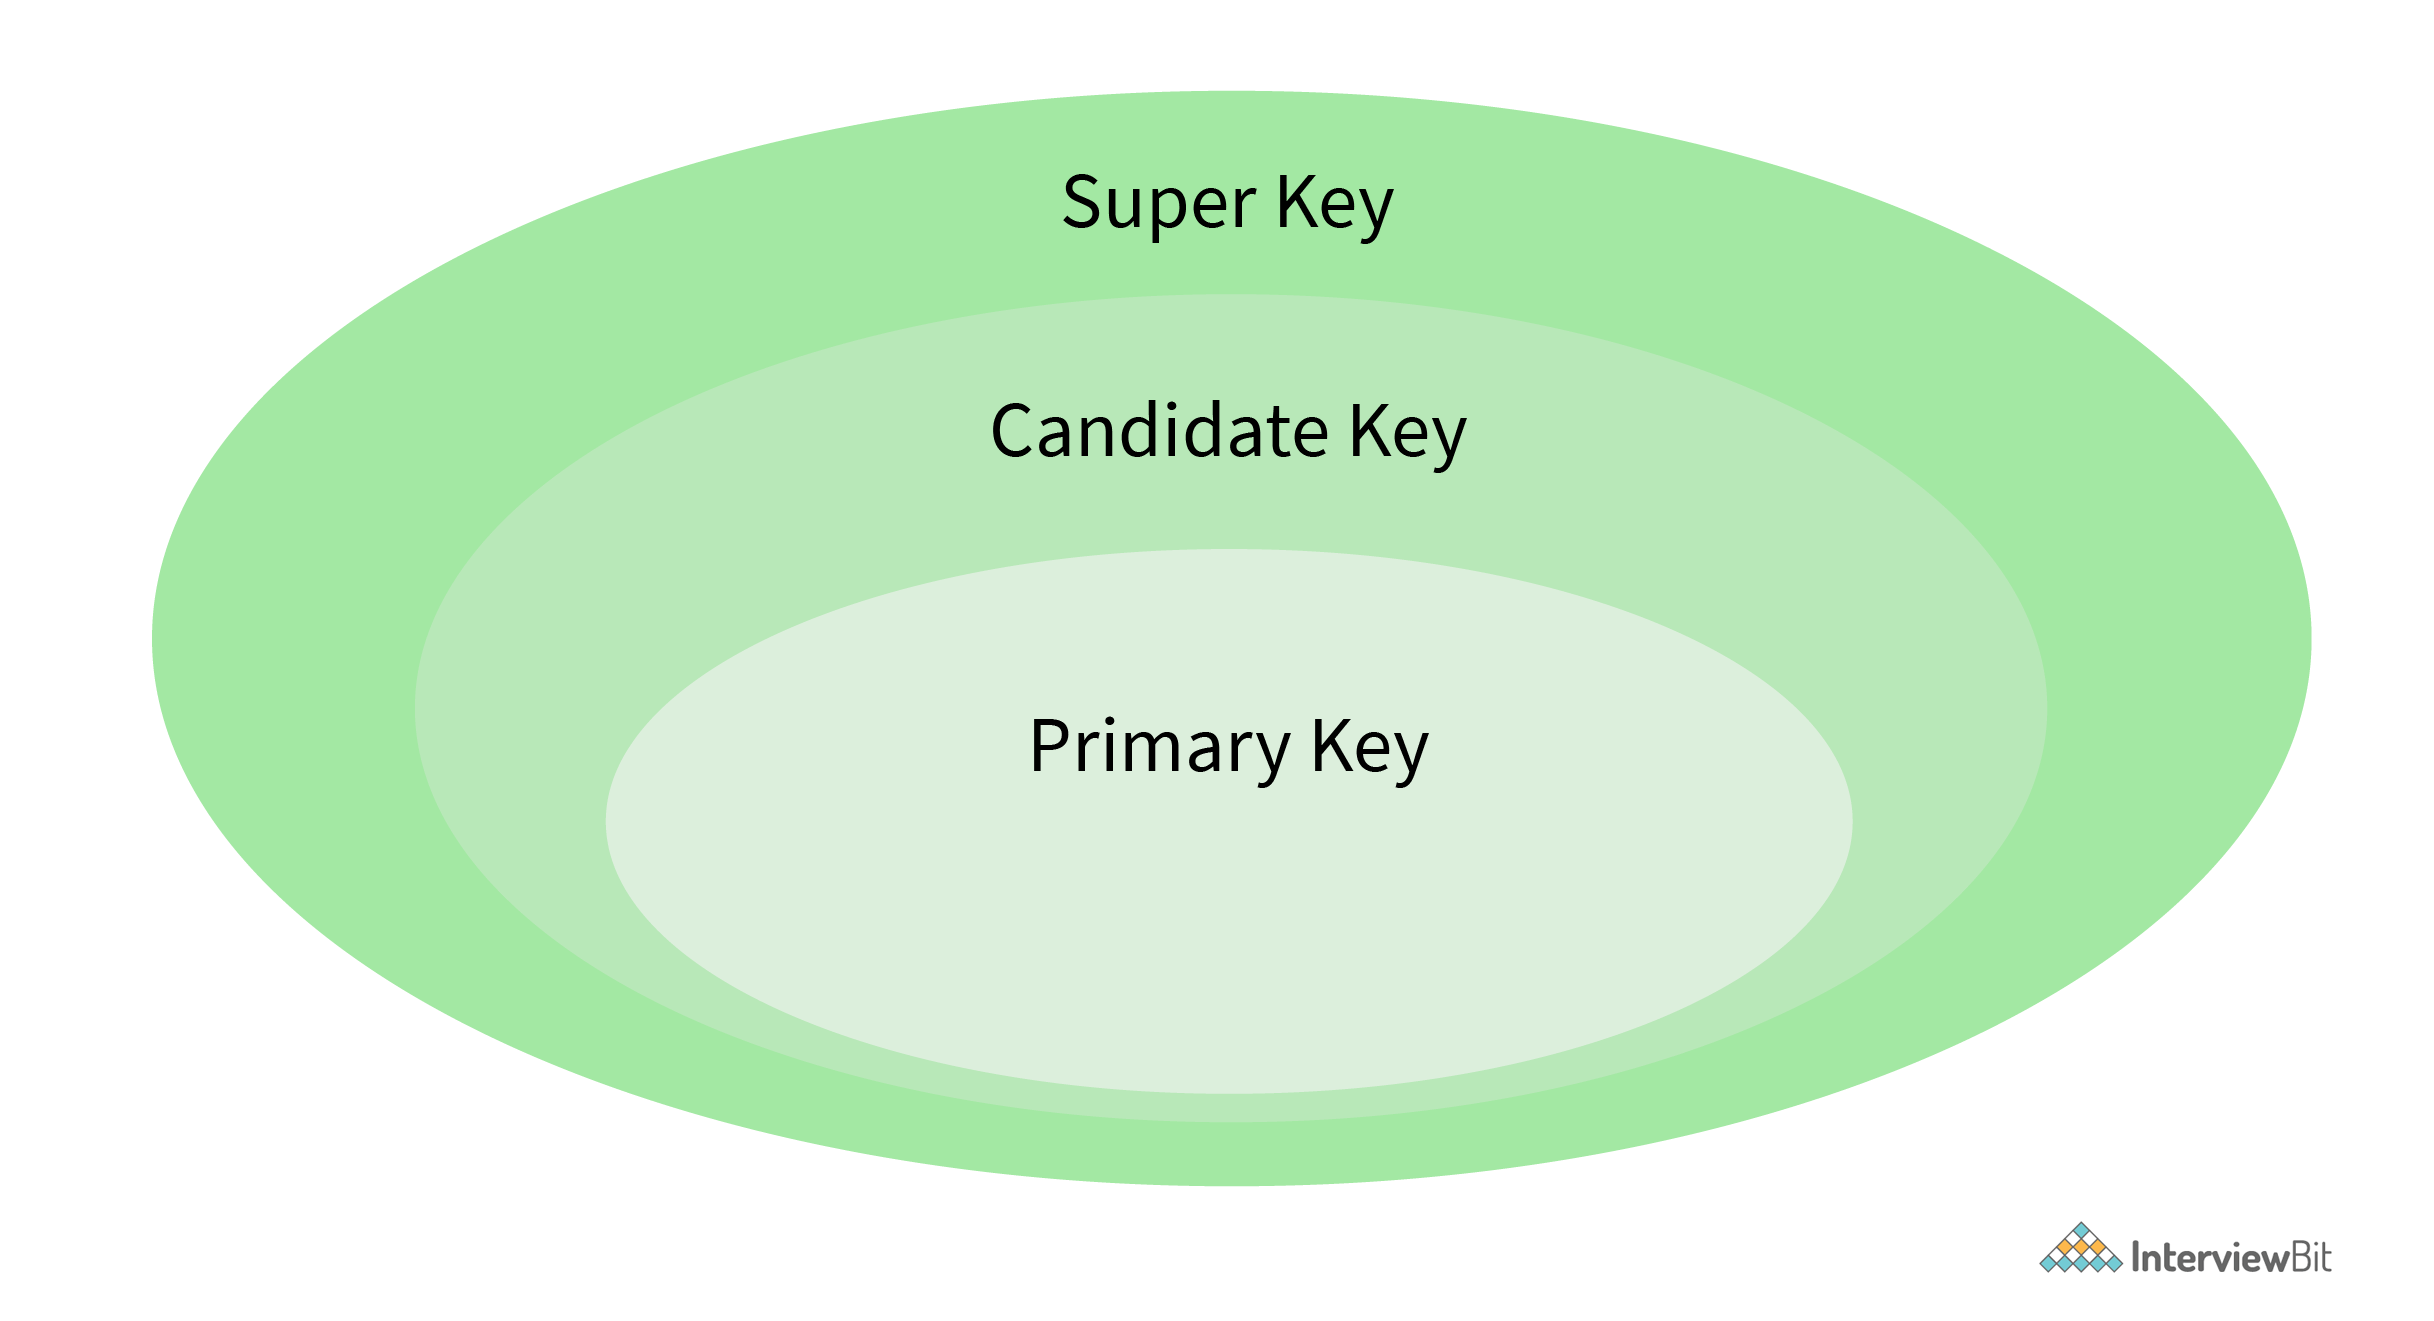 Super Key
Candidate Key
Primary Key
InterviewBit